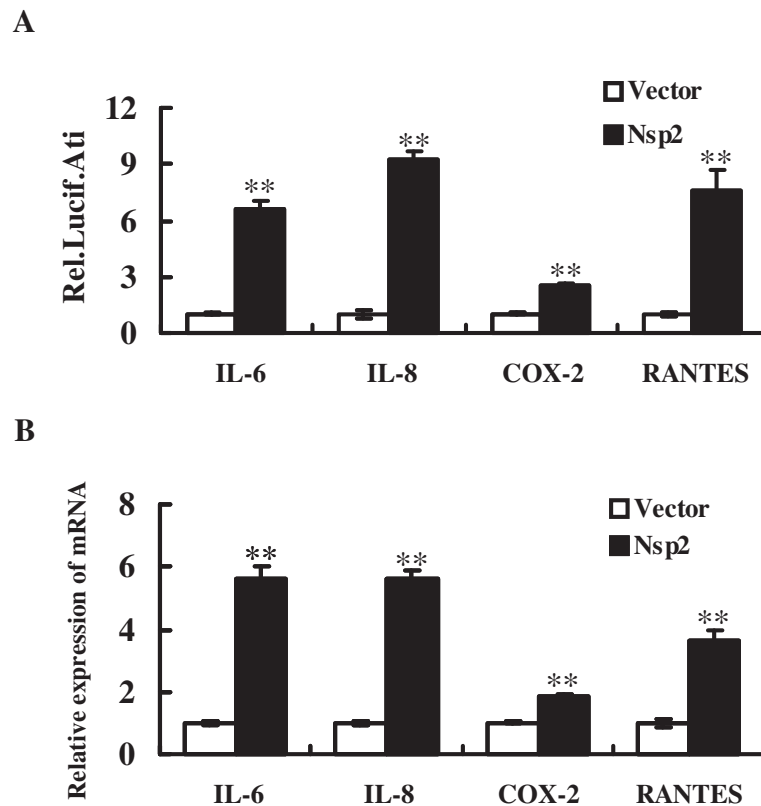 A
Rel.Lucif.Ati
12
9
6
3
0
Vector
Nsp2
** ** ** **
IL-6 IL-8 COX-2 RANTES
B
Relative expression of mRNA
8
6
4
2
0
Vector
Nsp2
** ** ** **
IL-6 IL-8 COX-2 RANTES